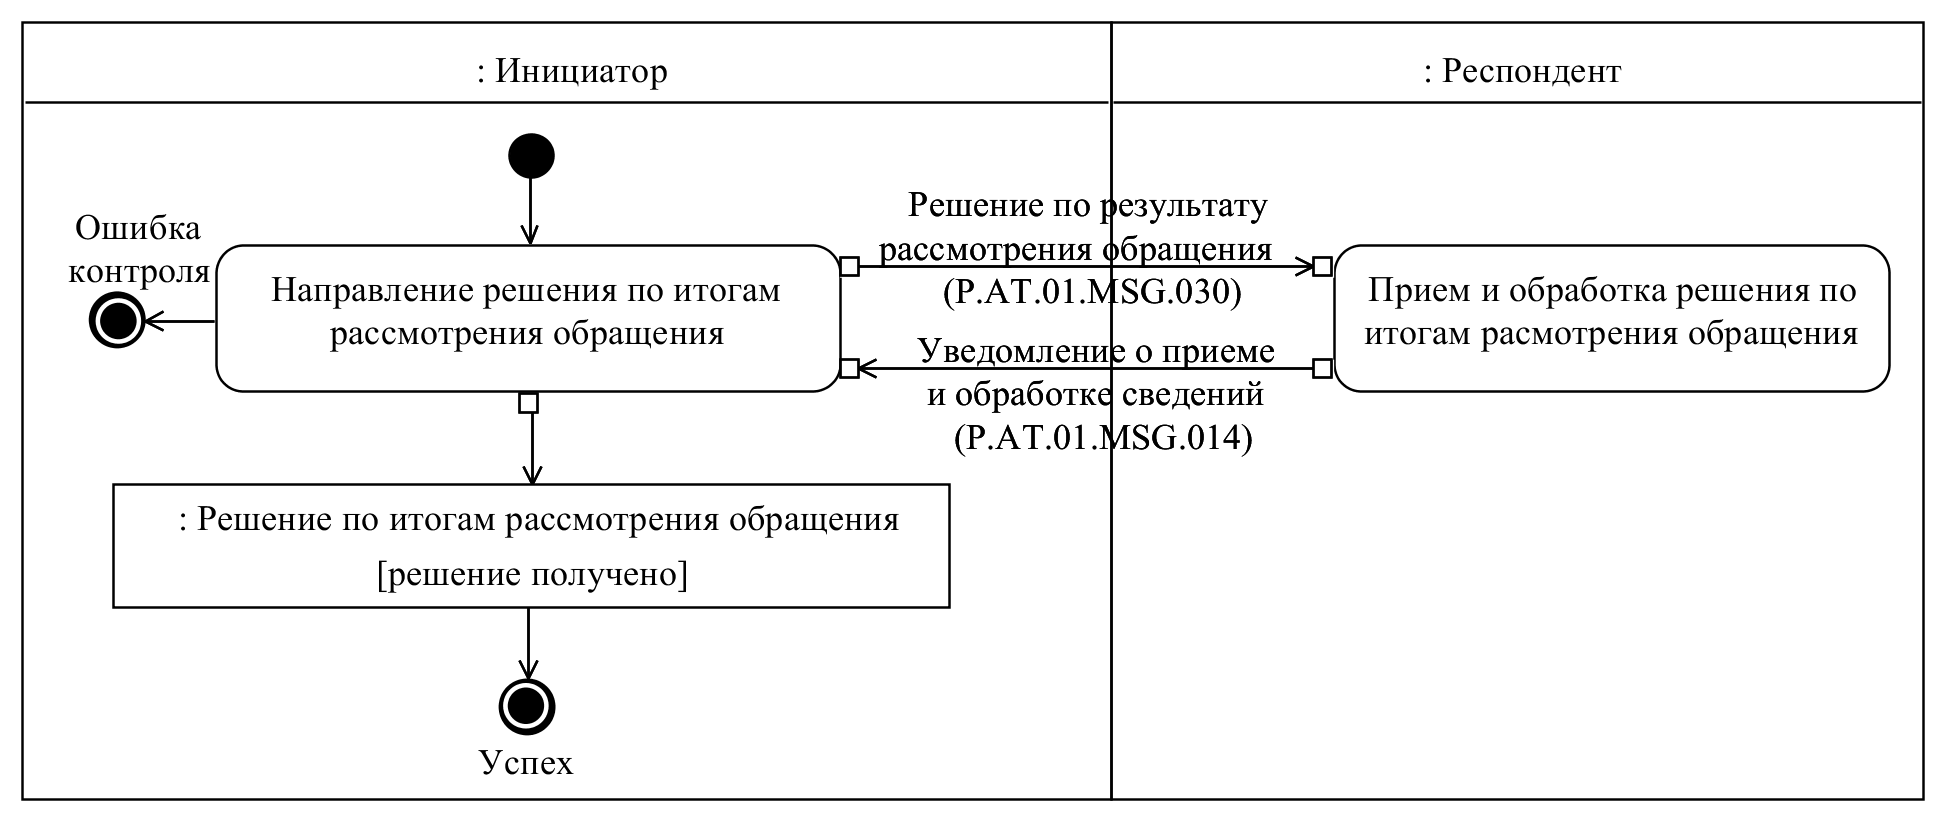 : Инициатор
: Респондент
Ошибка
контроля
Направление решения по итогам
рассмотрения обращения
Решение по результату
рассмотрения обращения
(P.AT.01.MSG.030)
Прием и обработка решения по
итогам расмотрения обращения
Уведомление о приеме
и обработке сведений
(P.AT.01.MSG.014)
: Решение по итогам рассмотрения обращения
[решение получено]
Успех